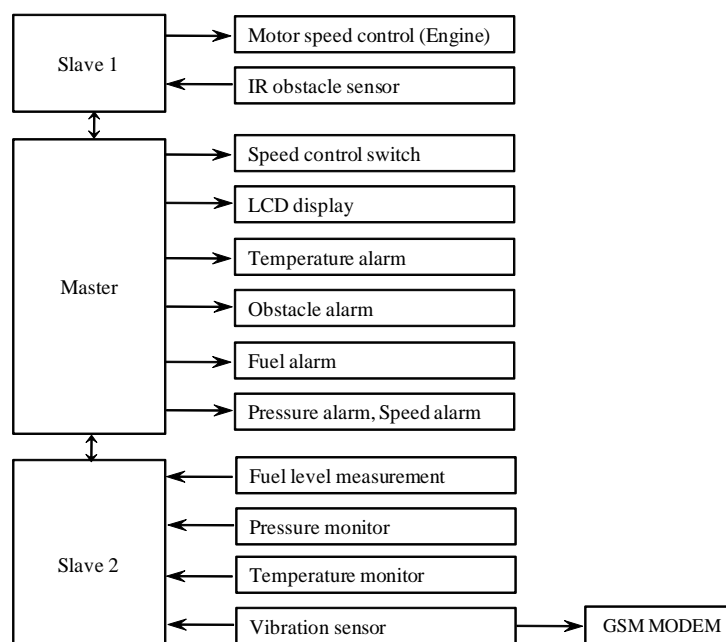 Slave 1
Motor speed control (Engine)
IR obstacle sensor
Master
Speed control switch
LCD display
Temperature alarm
Obstacle alarm
Fuel alarm
Pressure alarm, Speed alarm
Slave 2
Fuel level measurement
Pressure monitor
Temperature monitor
Vibration sensor
GSM MODEM